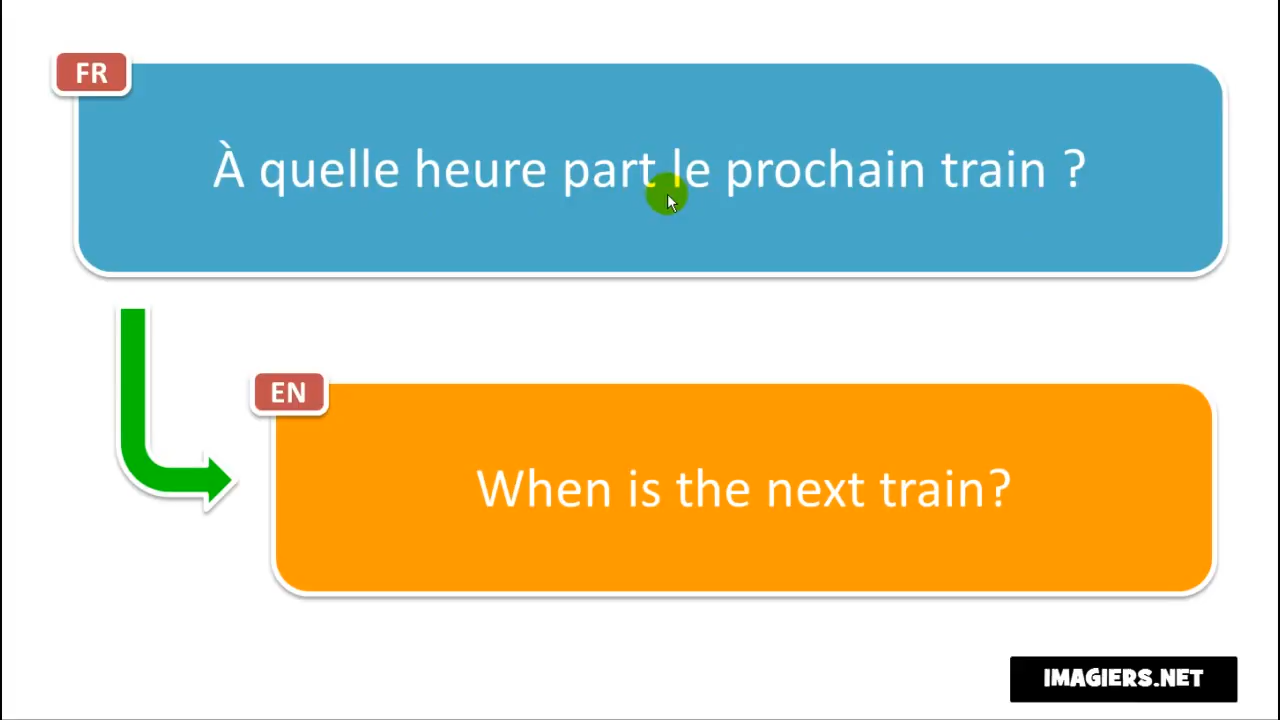 FR
À quelle heure part le prochain train ?
EN
When is the next train?
IMAGIERS.NET